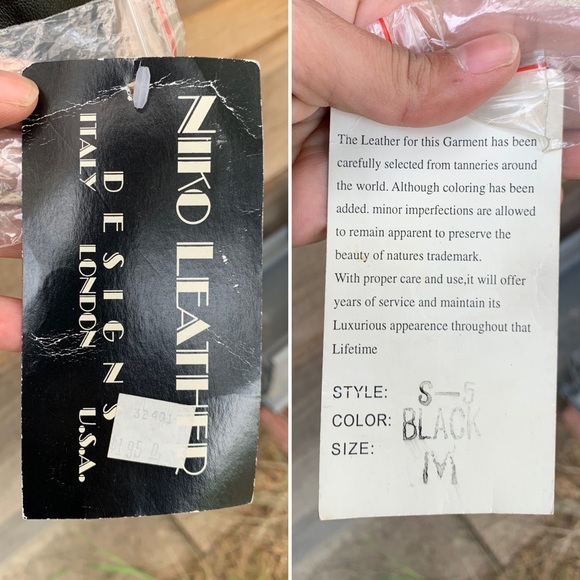 NIKO LEATHER
DESIGNS
ITALY LONDON U.S.A.
32401
The Leather for this Garment has been
carefully selected from tanneries around
the world. Although coloring has been
added. minor imperfections are allowed
to remain apparent to preserve the
beauty of natures trademark.
With proper care and use,it will offer
years of service and maintain its
Luxurious appearence throughout that
Lifetime
STYLE: S-5
COLOR: BLACK
SIZE: M